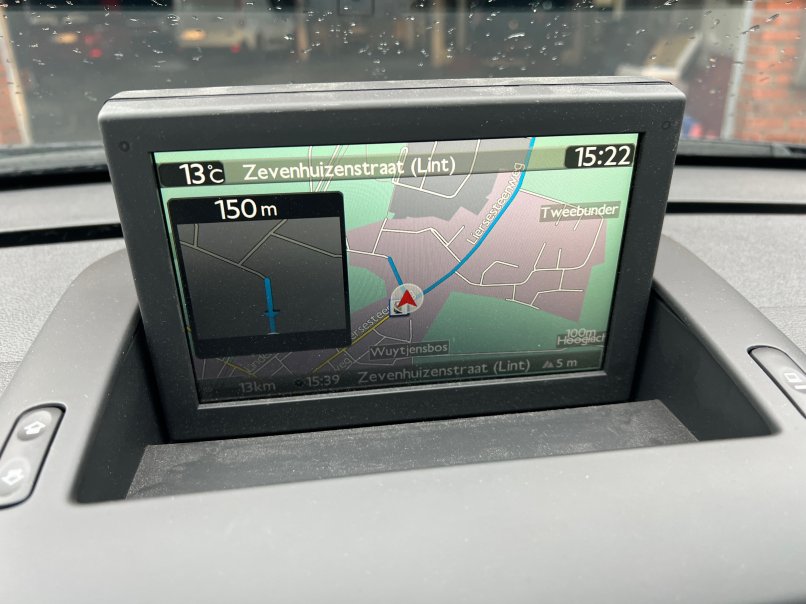 13°C Zevenhuizenstraat (Lint) 15:22
150 m
Liersesteenweg
Tweebunder
Wuytjensbos
100m
13km 15:39 Zevenhuizenstraat (Lint) 5 m